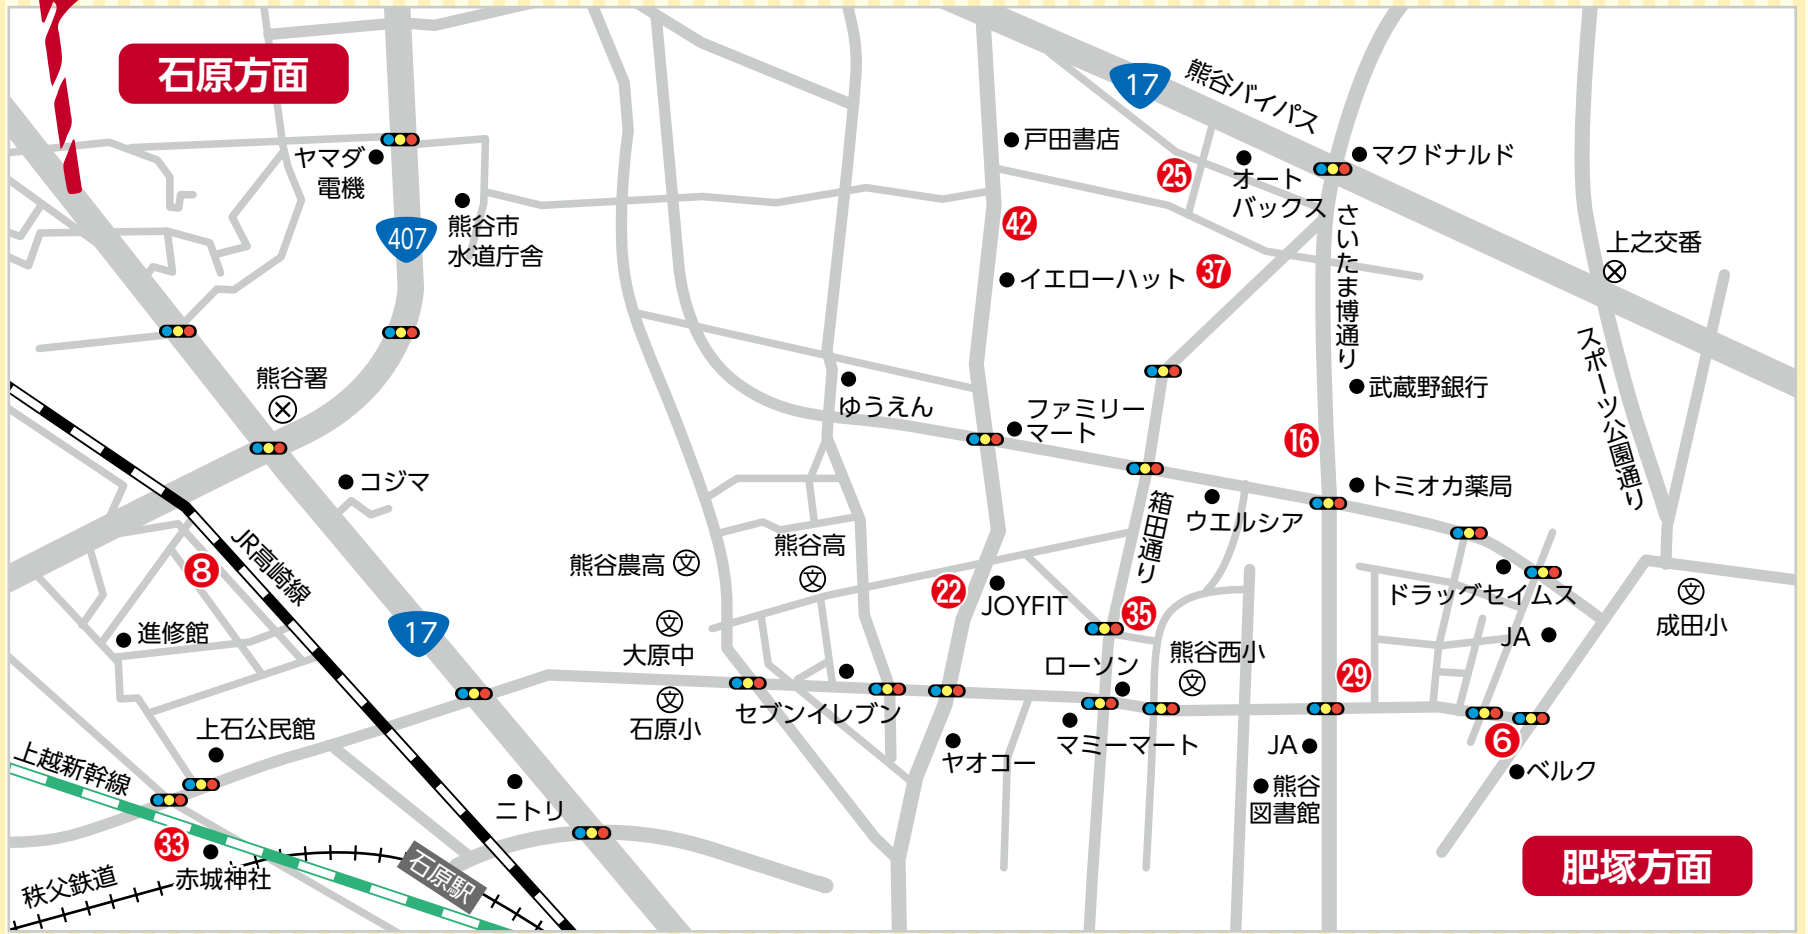 石原方面
17
熊谷バイパス
戸田書店
マクドナルド
ヤマダ
電機
25
オート
バックス
熊谷市
水道庁舎
407
42
さいたま博通り
上之交番
イエローハット
37
スポーツ公園通り
熊谷署
ゆうえん
ファミリー
マート
武蔵野銀行
16
コジマ
トミオカ薬局
箱田通り
ウエルシア
JR高崎線
8
熊谷農高
文
熊谷高
文
22
JOYFIT
35
ドラッグセイムス
文
成田小
進修館
17
文
大原中
JA
熊谷西小
文
ローソン
29
文
石原小
セブンイレブン
上石公民館
ヤオコー
マミーマート
JA
6
ベルク
上越新幹線
ニトリ
熊谷
図書館
33
赤城神社
石原駅
秩父鉄道
肥塚方面